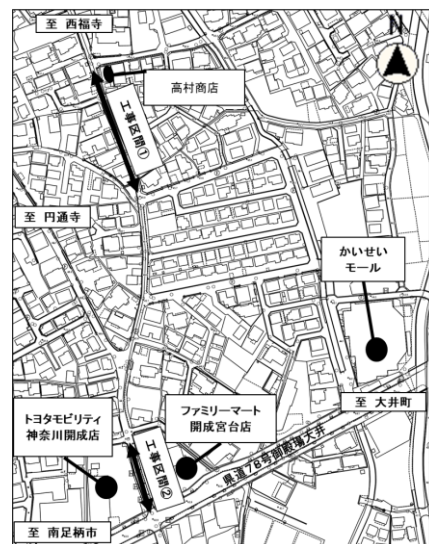 至 西福寺
N
高村商店
工事区間①
至 円通寺
かいせい
モール
至 大井町
トヨタモビリティ
神奈川開成店
ファミリーマート
開成宮台店
工事区間②
県道78号御殿場大井
至 南足柄市